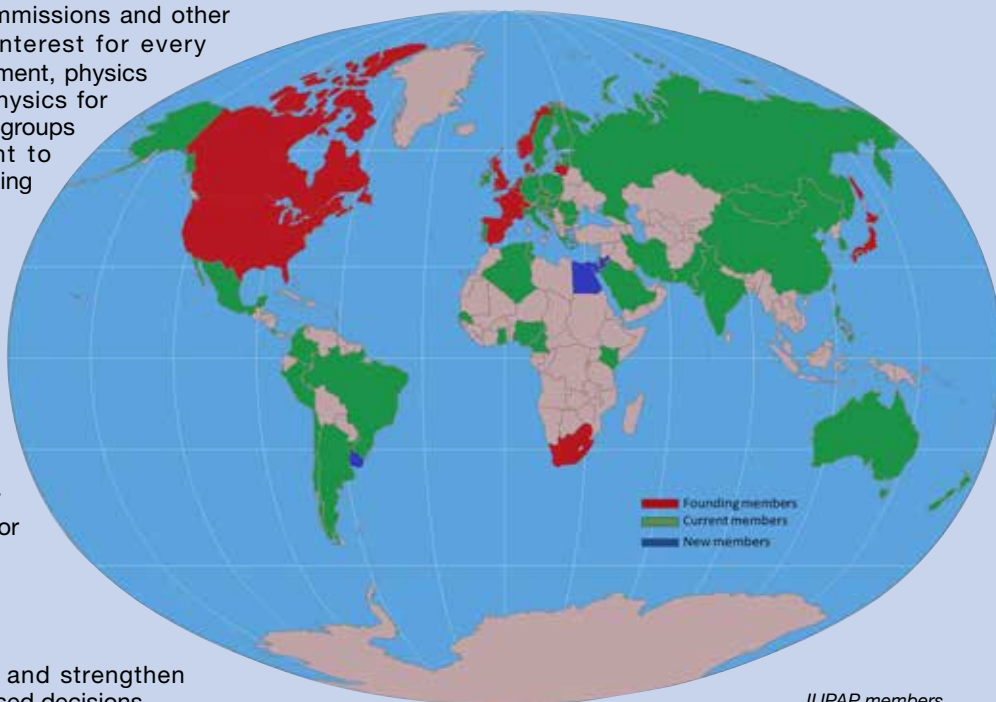 mmissions and other
nterest for every
ment, physics
hysics for
groups
nt to
ing
or
Founding members
Current members
New members
and strengthen
sed decisions
IUPAP members